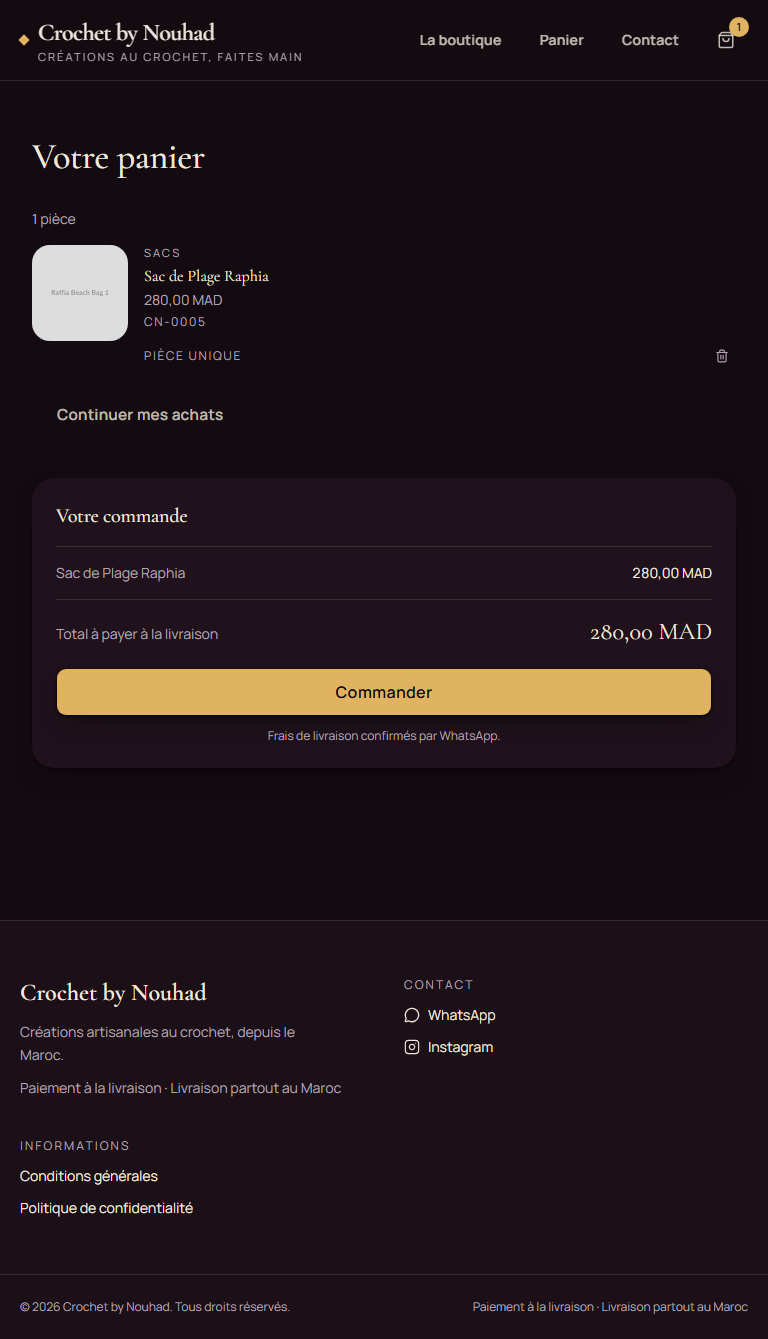 Crochet by Nouhad
CRÉATIONS AU CROCHET, FAITES MAIN
La boutique
Panier
Contact
1
Votre panier
1 pièce
Raffia Beach Bag 1
SACS
Sac de Plage Raphia
280,00 MAD
CN-0005
PIÈCE UNIQUE
Continuer mes achats
Votre commande
Sac de Plage Raphia 280,00 MAD
Total à payer à la livraison 280,00 MAD
Commander
Frais de livraison confirmés par WhatsApp.
Crochet by Nouhad
Créations artisanales au crochet, depuis le
Maroc.
Paiement à la livraison · Livraison partout au Maroc
CONTACT
WhatsApp
Instagram
INFORMATIONS
Conditions générales
Politique de confidentialité
© 2026 Crochet by Nouhad. Tous droits réservés.
Paiement à la livraison · Livraison partout au Maroc